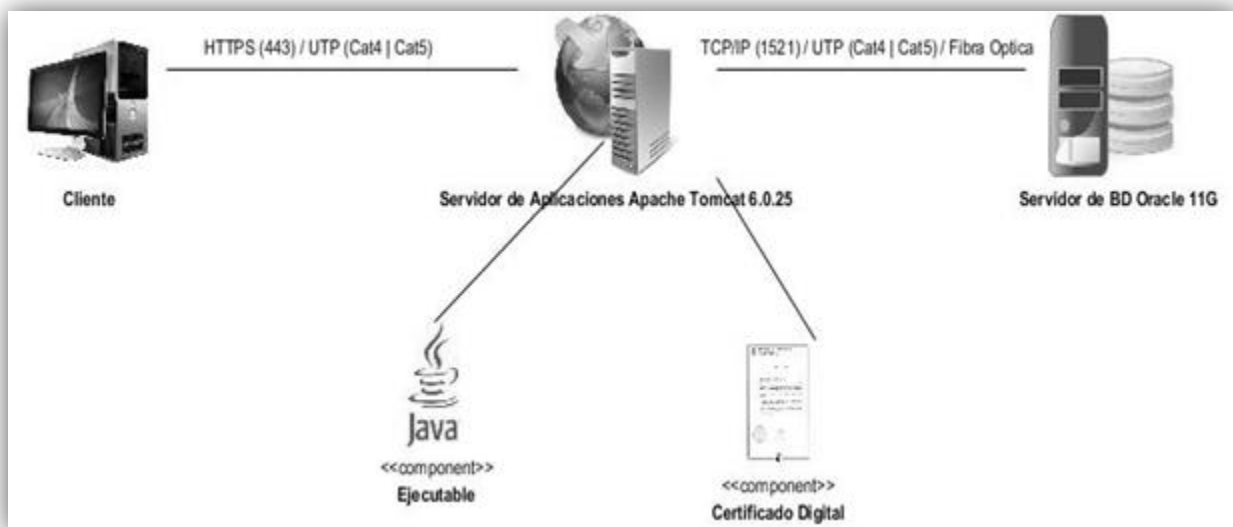 HTTPS (443) / UTP (Cat4 | Cat5)
TCP/IP (1521) / UTP (Cat4 | Cat5) / Fibra Optica
Cliente
Servidor de Aplicaciones Apache Tomcat 6.0.25
Servidor de BD Oracle 11G
Java
<<component>>
Ejecutable
<<component>>
Certificado Digital